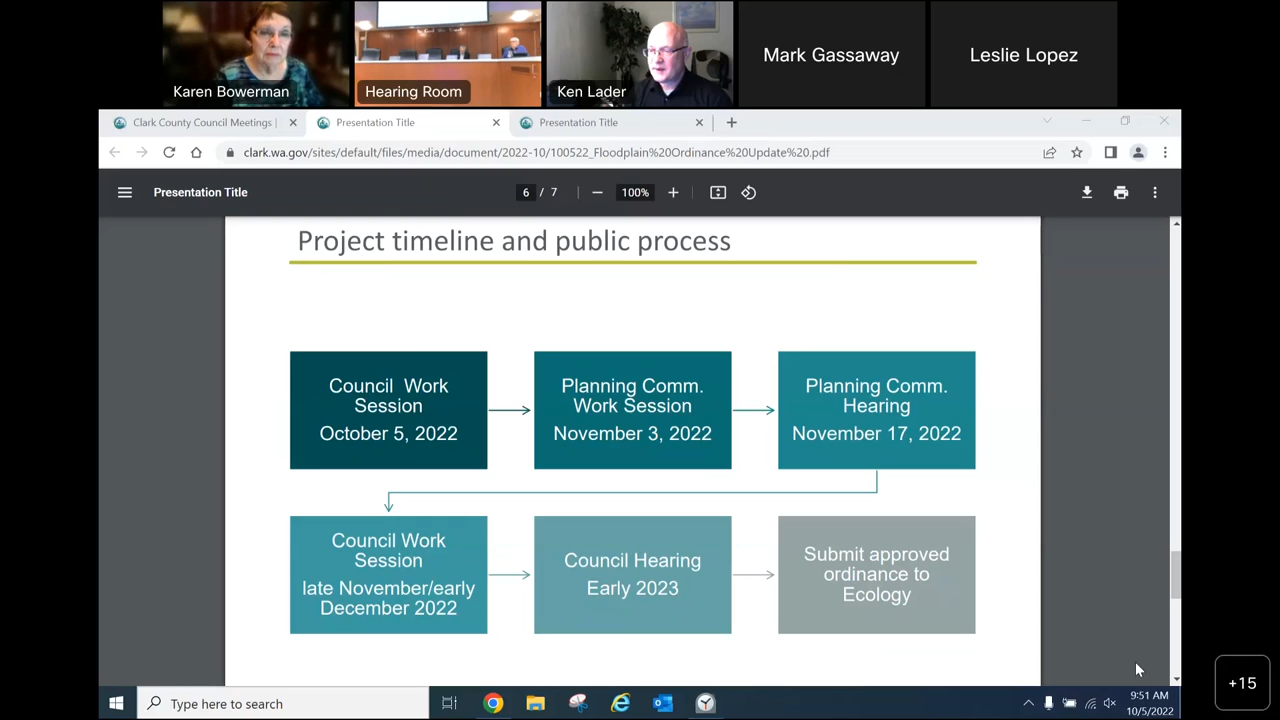 Karen Bowerman
Hearing Room
Ken Lader
Mark Gassaway
Leslie Lopez
Clark County Council Meetings |
Presentation Title
Presentation Title
clark.wa.gov/sites/default/files/media/document/2022-10/100522_Floodplain%20Ordinance%20Update%20.pdf
Presentation Title
6 / 7
100%
Project timeline and public process
Council Work
Session
October 5, 2022
Planning Comm.
Work Session
November 3, 2022
Planning Comm.
Hearing
November 17, 2022
Council Work
Session
late November/early
December 2022
Council Hearing
Early 2023
Submit approved
ordinance to
Ecology
+15
Type here to search
9:51 AM
10/5/2022